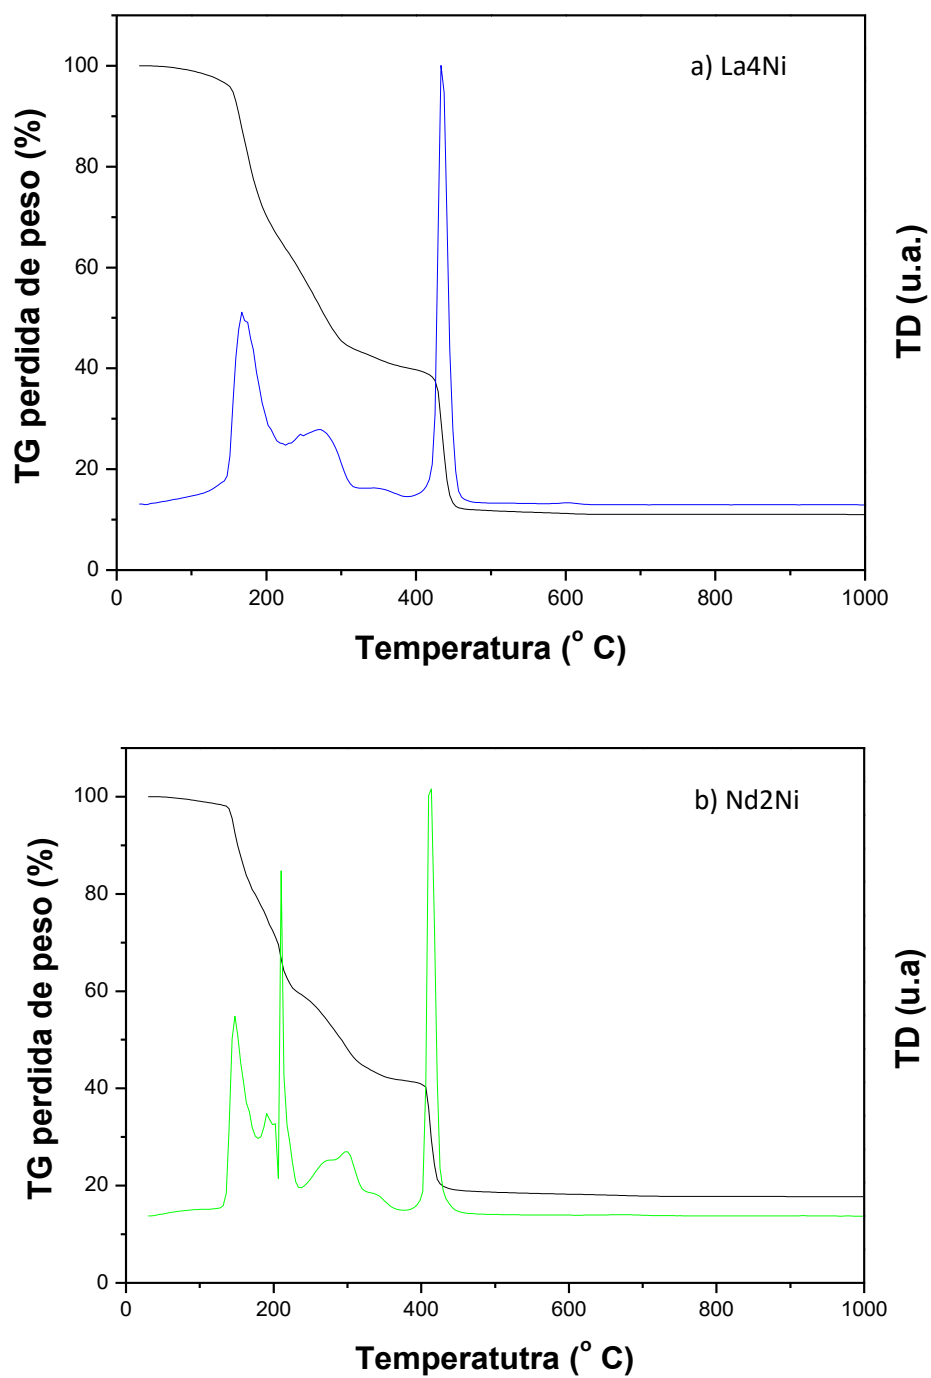 a) La4Ni
TG perdida de peso (%)
100
80
60
40
20
0
0 200 400 600 800 1000
Temperatura (° C)
TD (u.a.)
b) Nd2Ni
TG perdida de peso (%)
100
80
60
40
20
0
0 200 400 600 800 1000
Temperatutra (° C)
TD (u.a)